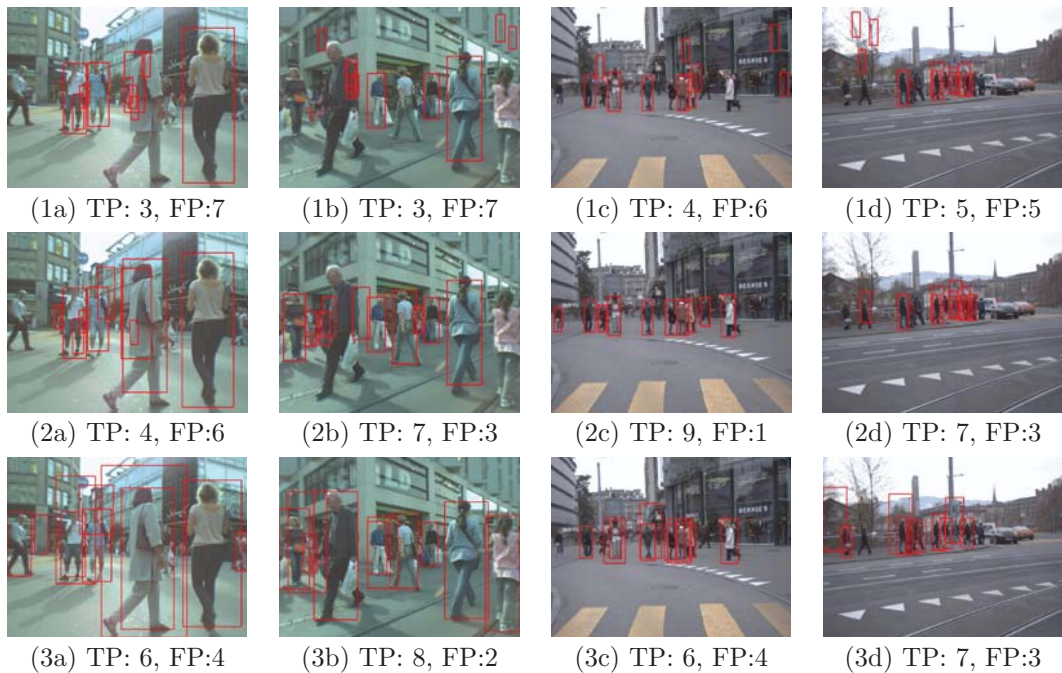 (1a) TP: 3, FP:7
(1b) TP: 3, FP:7
(1c) TP: 4, FP:6
(1d) TP: 5, FP:5
(2a) TP: 4, FP:6
(2b) TP: 7, FP:3
(2c) TP: 9, FP:1
(2d) TP: 7, FP:3
(3a) TP: 6, FP:4
(3b) TP: 8, FP:2
(3c) TP: 6, FP:4
(3d) TP: 7, FP:3